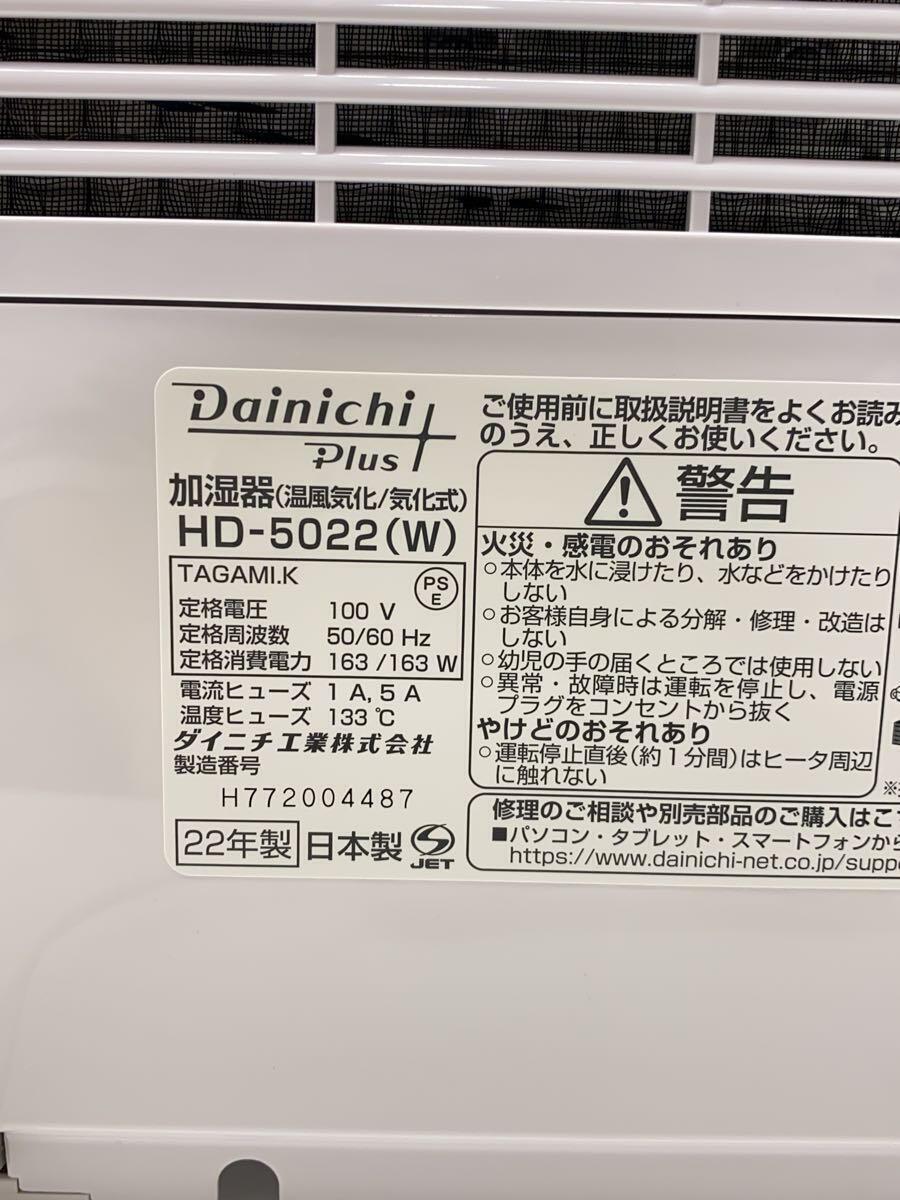 Dainichi
Plus
加湿器(温風気化/気化式)
HD-5022(W)
TAGAMI.K
PS
E
定格電圧 100 V
定格周波数 50/60 Hz
定格消費電力 163/163 W
電流ヒューズ 1 A, 5 A
温度ヒューズ 133℃
ダイニチ工業株式会社
製造番号
H772004487
22年製 日本製
JET
ご使用前に取扱説明書をよくお読み
のうえ、正しくお使いください。
警告
火災・感電のおそれあり
○本体を水に浸けたり、水などをかけたり
しない
○お客様自身による分解・修理・改造は
しない
○幼児の手の届くところでは使用しない
○異常・故障時は運転を停止し、電源
プラグをコンセントから抜く
やけどのおそれあり
○運転停止直後(約1分間)はヒータ周辺
に触れない
修理のご相談や別売部品のご購入はこ
■パソコン・タブレット・スマートフォンか
https://www.dainichi-net.co.jp/supp